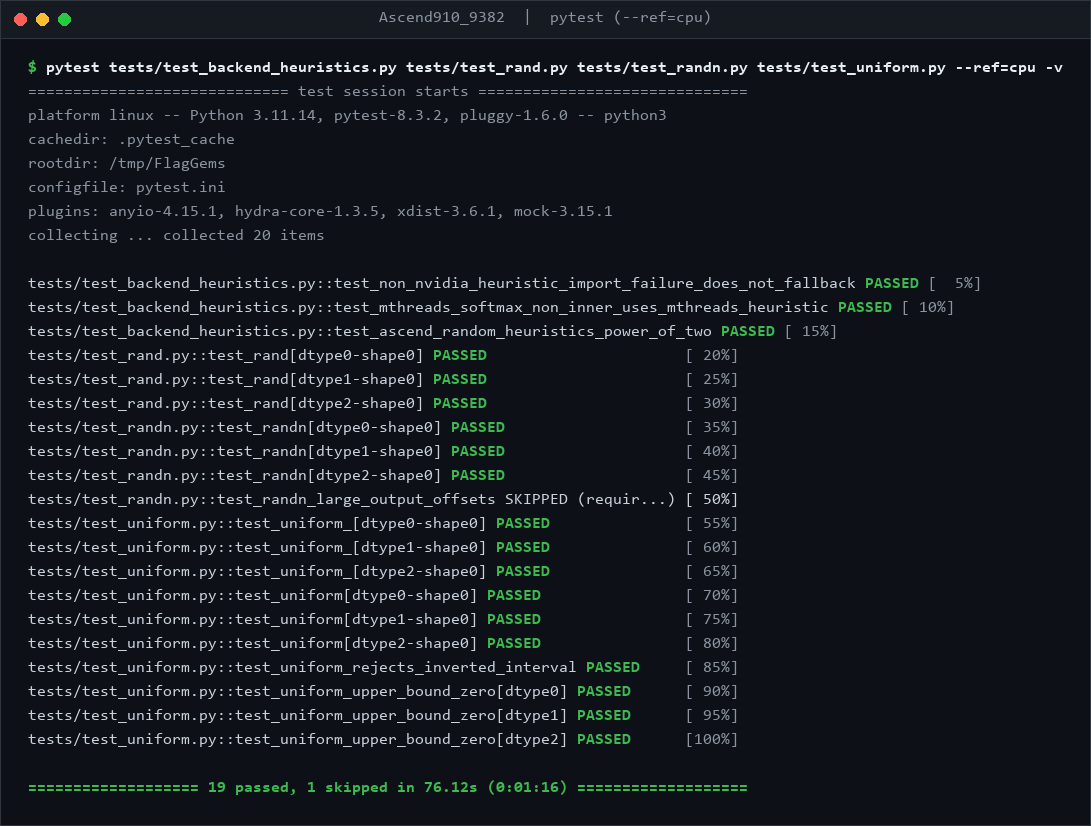 Ascend910_9382 | pytest (--ref=cpu)
$ pytest tests/test_backend_heuristics.py tests/test_rand.py tests/test_randn.py tests/test_uniform.py --ref=cpu -v
============================= test session starts ==============================
platform linux -- Python 3.11.14, pytest-8.3.2, pluggy-1.6.0 -- python3
cachedir: .pytest_cache
rootdir: /tmp/FlagGems
configfile: pytest.ini
plugins: anyio-4.15.1, hydra-core-1.3.5, xdist-3.6.1, mock-3.15.1
collecting ... collected 20 items
tests/test_backend_heuristics.py::test_non_nvidia_heuristic_import_failure_does_not_fallback PASSED [  5%]
tests/test_backend_heuristics.py::test_mthreads_softmax_non_inner_uses_mthreads_heuristic PASSED [ 10%]
tests/test_backend_heuristics.py::test_ascend_random_heuristics_power_of_two PASSED [ 15%]
tests/test_rand.py::test_rand[dtype0-shape0] PASSED                      [ 20%]
tests/test_rand.py::test_rand[dtype1-shape0] PASSED                      [ 25%]
tests/test_rand.py::test_rand[dtype2-shape0] PASSED                      [ 30%]
tests/test_randn.py::test_randn[dtype0-shape0] PASSED                    [ 35%]
tests/test_randn.py::test_randn[dtype1-shape0] PASSED                    [ 40%]
tests/test_randn.py::test_randn[dtype2-shape0] PASSED                    [ 45%]
tests/test_randn.py::test_randn_large_output_offsets SKIPPED (requir...) [ 50%]
tests/test_uniform.py::test_uniform_[dtype0-shape0] PASSED               [ 55%]
tests/test_uniform.py::test_uniform_[dtype1-shape0] PASSED               [ 60%]
tests/test_uniform.py::test_uniform_[dtype2-shape0] PASSED               [ 65%]
tests/test_uniform.py::test_uniform[dtype0-shape0] PASSED                [ 70%]
tests/test_uniform.py::test_uniform[dtype1-shape0] PASSED                [ 75%]
tests/test_uniform.py::test_uniform[dtype2-shape0] PASSED                [ 80%]
tests/test_uniform.py::test_uniform_rejects_inverted_interval PASSED     [ 85%]
tests/test_uniform.py::test_uniform_upper_bound_zero[dtype0] PASSED      [ 90%]
tests/test_uniform.py::test_uniform_upper_bound_zero[dtype1] PASSED      [ 95%]
tests/test_uniform.py::test_uniform_upper_bound_zero[dtype2] PASSED      [100%]
=================== 19 passed, 1 skipped in 76.12s (0:01:16) ===================